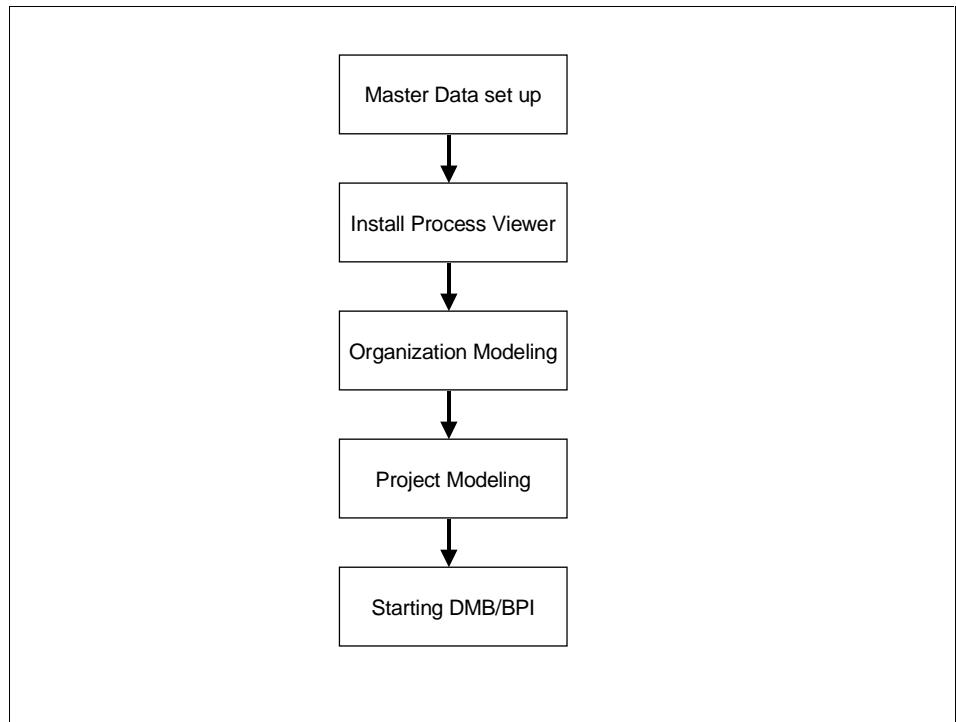 Master Data set up
Install Process Viewer
Organization Modeling
Project Modeling
Starting DMB/BPI